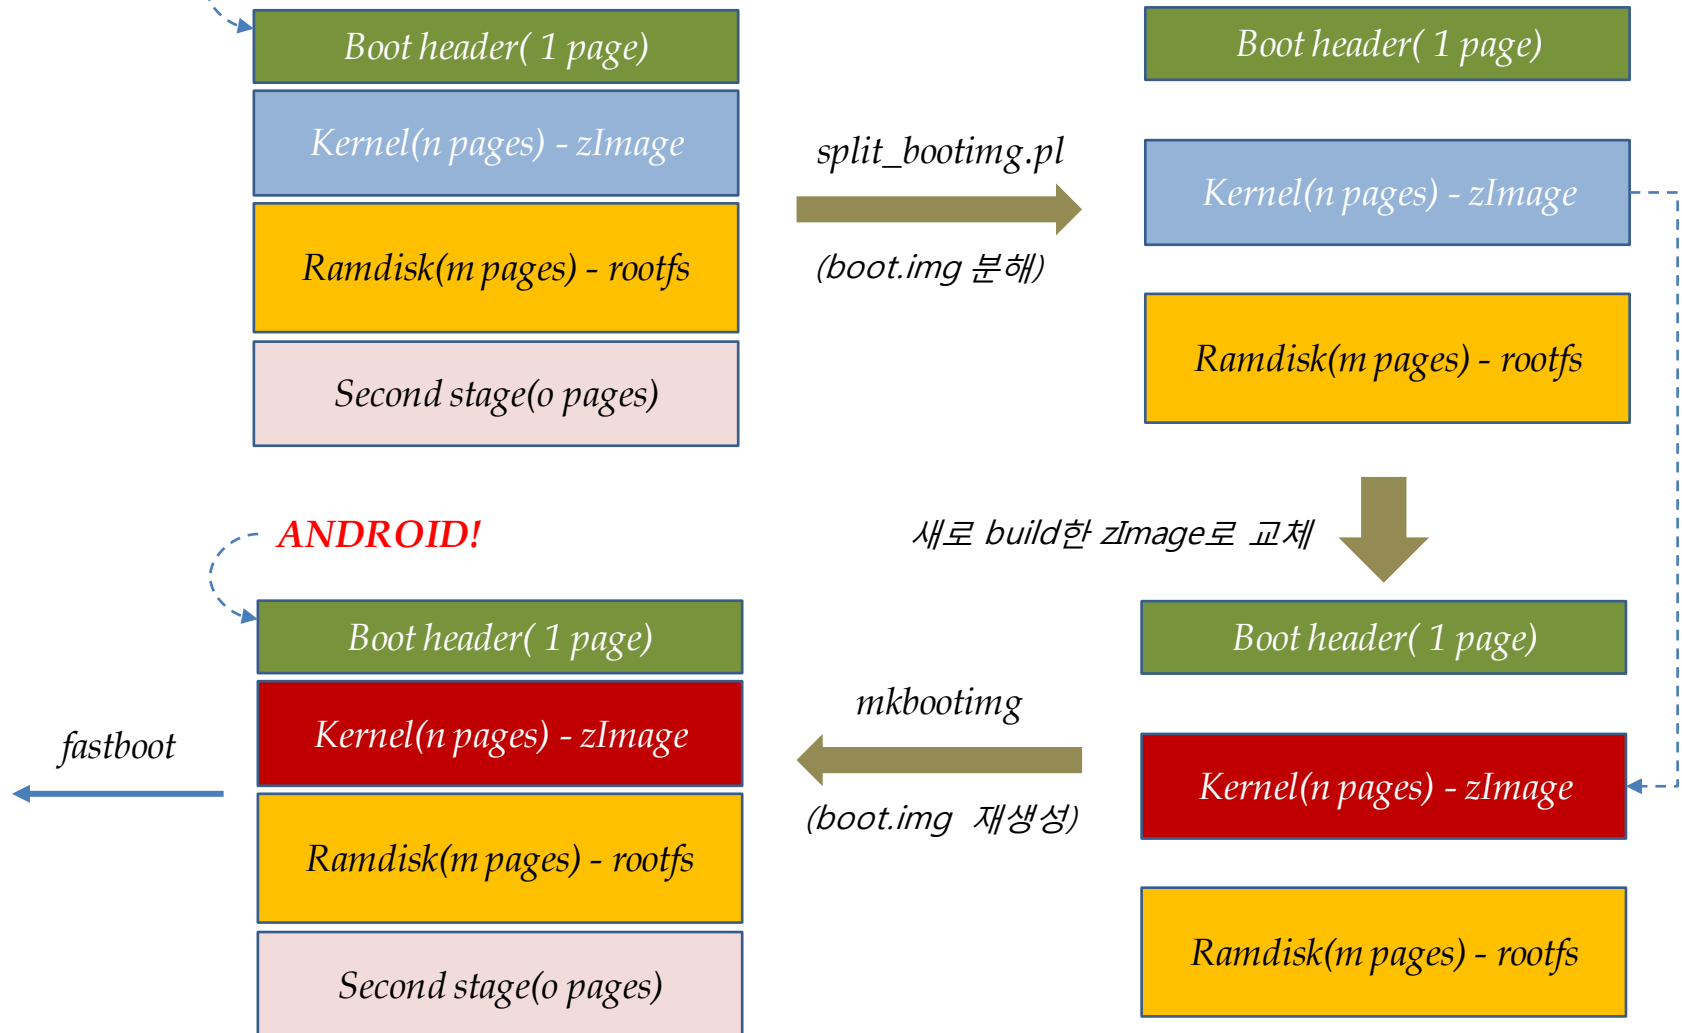 Boot header( 1 page)
Kernel(n pages) - zImage
Ramdisk(m pages) - rootfs
Second stage(o pages)
split_bootimg.pl
(boot.img 분해)
Boot header( 1 page)
Kernel(n pages) - zImage
Ramdisk(m pages) - rootfs
새로 build한 zImage로 교체
Boot header( 1 page)
Kernel(n pages) - zImage
Ramdisk(m pages) - rootfs
mkbootimg
(boot.img 재생성)
ANDROID!
Boot header( 1 page)
Kernel(n pages) - zImage
Ramdisk(m pages) - rootfs
Second stage(o pages)
fastboot